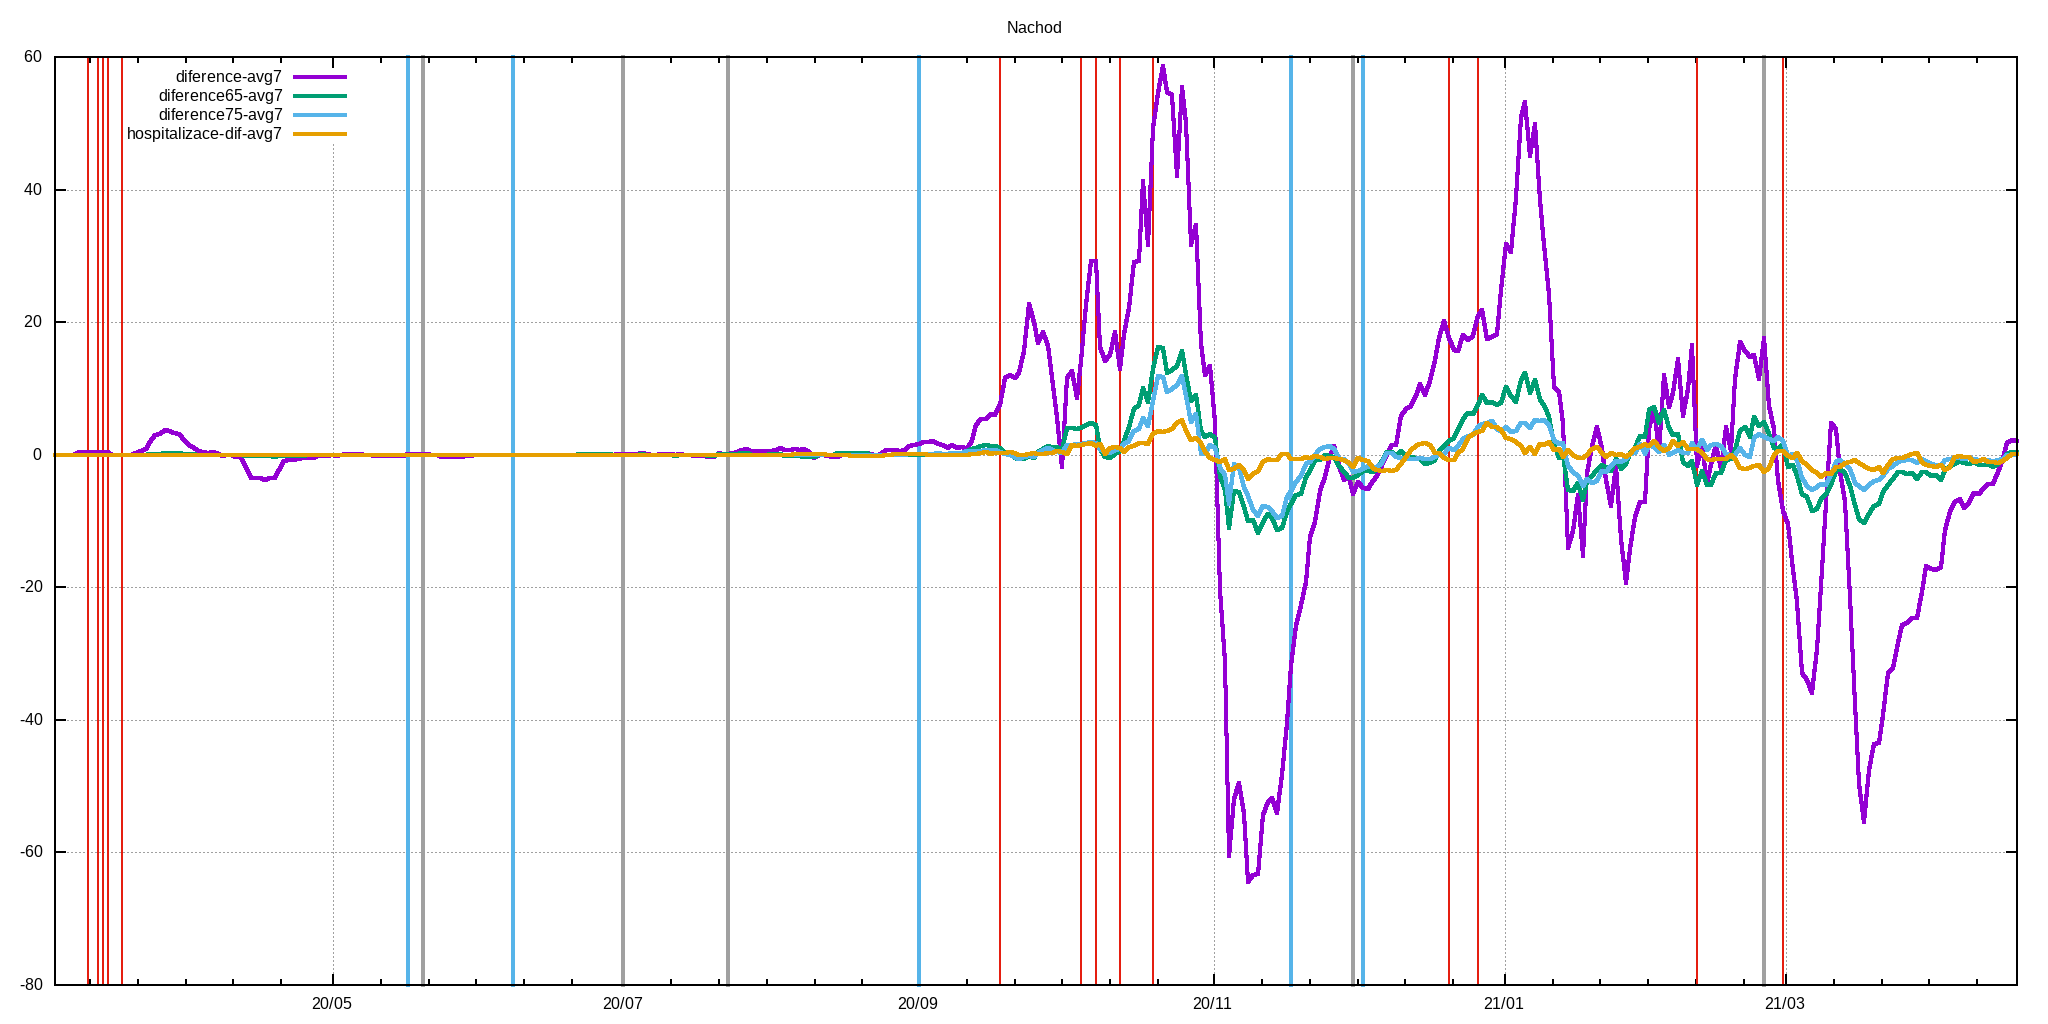 Nachod
diference-avg7
diference65-avg7
diference75-avg7
hospitalizace-dif-avg7
60
40
20
0
-20
-40
-60
-80
20/05 20/07 20/09 20/11 21/01 21/03